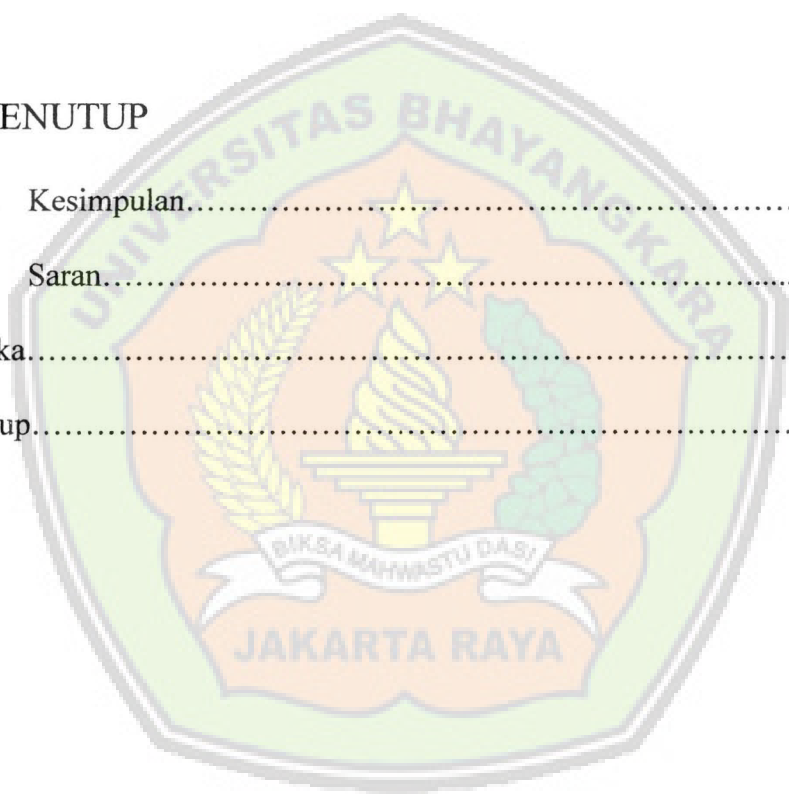 ENUTUP
UNIVERSITAS BHAYANGKARA
Kesimpulan……………………………………………………
Saran…………………………………………………......
ka…………………………………………………………………
up…………………………………………………………………
BIKSA MAHWASTU DASI
JAKARTA RAYA